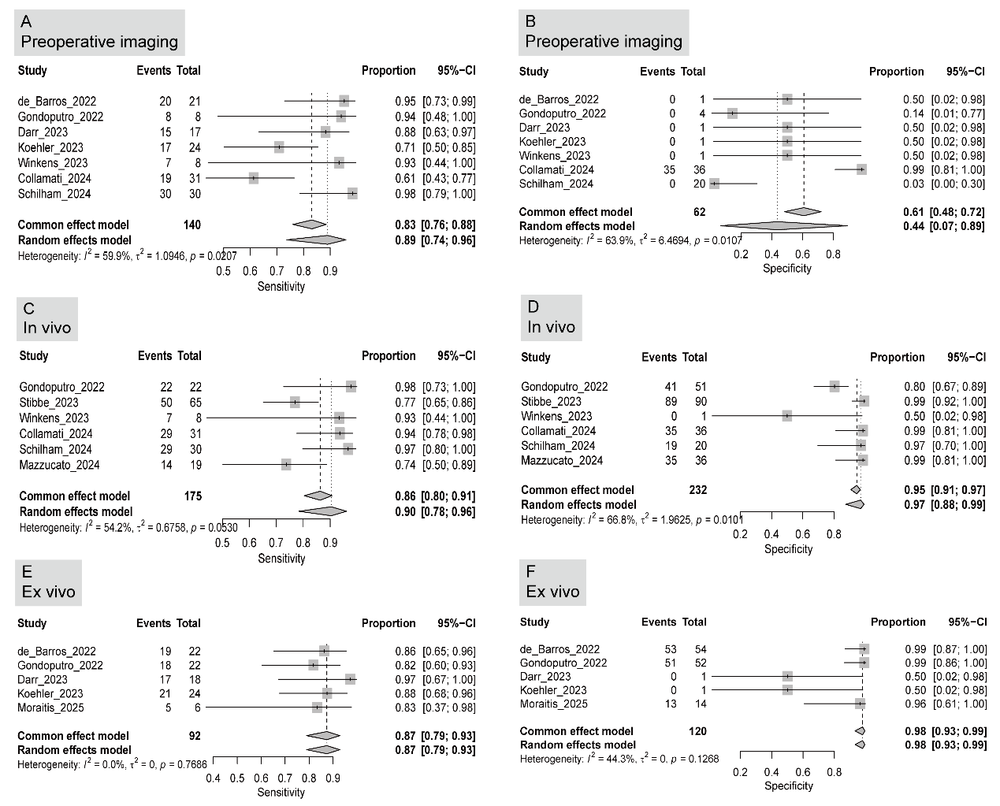 A
Preoperative imaging
Study Events Total Proportion 95%−CI
de_Barros_2022 20 21 0.95 [0.73; 0.99]
Gondoputro_2022 8 8 0.94 [0.48; 1.00]
Darr_2023 15 17 0.88 [0.63; 0.97]
Koehler_2023 17 24 0.71 [0.50; 0.85]
Winkens_2023 7 8 0.93 [0.44; 1.00]
Collamati_2024 19 31 0.61 [0.43; 0.77]
Schilham_2024 30 30 0.98 [0.79; 1.00]
Common effect model 140 0.83 [0.76; 0.88]
Random effects model 0.89 [0.74; 0.96]
Heterogeneity: I² = 59.9%, τ² = 1.0946, p = 0.0207
0.5 0.6 0.7 0.8 0.9
Sensitivity
B
Preoperative imaging
Study Events Total Proportion 95%−CI
de_Barros_2022 0 1 0.50 [0.02; 0.98]
Gondoputro_2022 0 4 0.14 [0.01; 0.77]
Darr_2023 0 1 0.50 [0.02; 0.98]
Koehler_2023 0 1 0.50 [0.02; 0.98]
Winkens_2023 0 1 0.50 [0.02; 0.98]
Collamati_2024 35 36 0.99 [0.81; 1.00]
Schilham_2024 0 20 0.03 [0.00; 0.30]
Common effect model 62 0.61 [0.48; 0.72]
Random effects model 0.44 [0.07; 0.89]
Heterogeneity: I² = 63.9%, τ² = 6.4694, p = 0.0107
0.2 0.4 0.6 0.8
Specificity
C
In vivo
Study Events Total Proportion 95%−CI
Gondoputro_2022 22 22 0.98 [0.73; 1.00]
Stibbe_2023 50 65 0.77 [0.65; 0.86]
Winkens_2023 7 8 0.93 [0.44; 1.00]
Collamati_2024 29 31 0.94 [0.78; 0.98]
Schilham_2024 29 30 0.97 [0.80; 1.00]
Mazzucato_2024 14 19 0.74 [0.50; 0.89]
Common effect model 175 0.86 [0.80; 0.91]
Random effects model 0.90 [0.78; 0.96]
Heterogeneity: I² = 54.2%, τ² = 0.6758, p = 0.0530
0.5 0.6 0.7 0.8 0.9
Sensitivity
D
In vivo
Study Events Total Proportion 95%−CI
Gondoputro_2022 41 51 0.80 [0.67; 0.89]
Stibbe_2023 89 90 0.99 [0.92; 1.00]
Winkens_2023 0 1 0.50 [0.02; 0.98]
Collamati_2024 35 36 0.99 [0.81; 1.00]
Schilham_2024 19 20 0.97 [0.70; 1.00]
Mazzucato_2024 35 36 0.99 [0.81; 1.00]
Common effect model 232 0.95 [0.91; 0.97]
Random effects model 0.97 [0.88; 0.99]
Heterogeneity: I² = 66.8%, τ² = 1.9625, p = 0.0101
0.2 0.4 0.6 0.8
Specificity
E
Ex vivo
Study Events Total Proportion 95%−CI
de_Barros_2022 19 22 0.86 [0.65; 0.96]
Gondoputro_2022 18 22 0.82 [0.60; 0.93]
Darr_2023 17 18 0.97 [0.67; 1.00]
Koehler_2023 21 24 0.88 [0.68; 0.96]
Moraitis_2025 5 6 0.83 [0.37; 0.98]
Common effect model 92 0.87 [0.79; 0.93]
Random effects model 0.87 [0.79; 0.93]
Heterogeneity: I² = 0.0%, τ² = 0, p = 0.7686
0.4 0.5 0.6 0.7 0.8 0.9
Sensitivity
F
Ex vivo
Study Events Total Proportion 95%−CI
de_Barros_2022 53 54 0.99 [0.87; 1.00]
Gondoputro_2022 51 52 0.99 [0.86; 1.00]
Darr_2023 0 1 0.50 [0.02; 0.98]
Koehler_2023 0 1 0.50 [0.02; 0.98]
Moraitis_2025 13 14 0.96 [0.61; 1.00]
Common effect model 120 0.98 [0.93; 0.99]
Random effects model 0.98 [0.93; 0.99]
Heterogeneity: I² = 44.3%, τ² = 0, p = 0.1268
0.2 0.4 0.6 0.8
Specificity